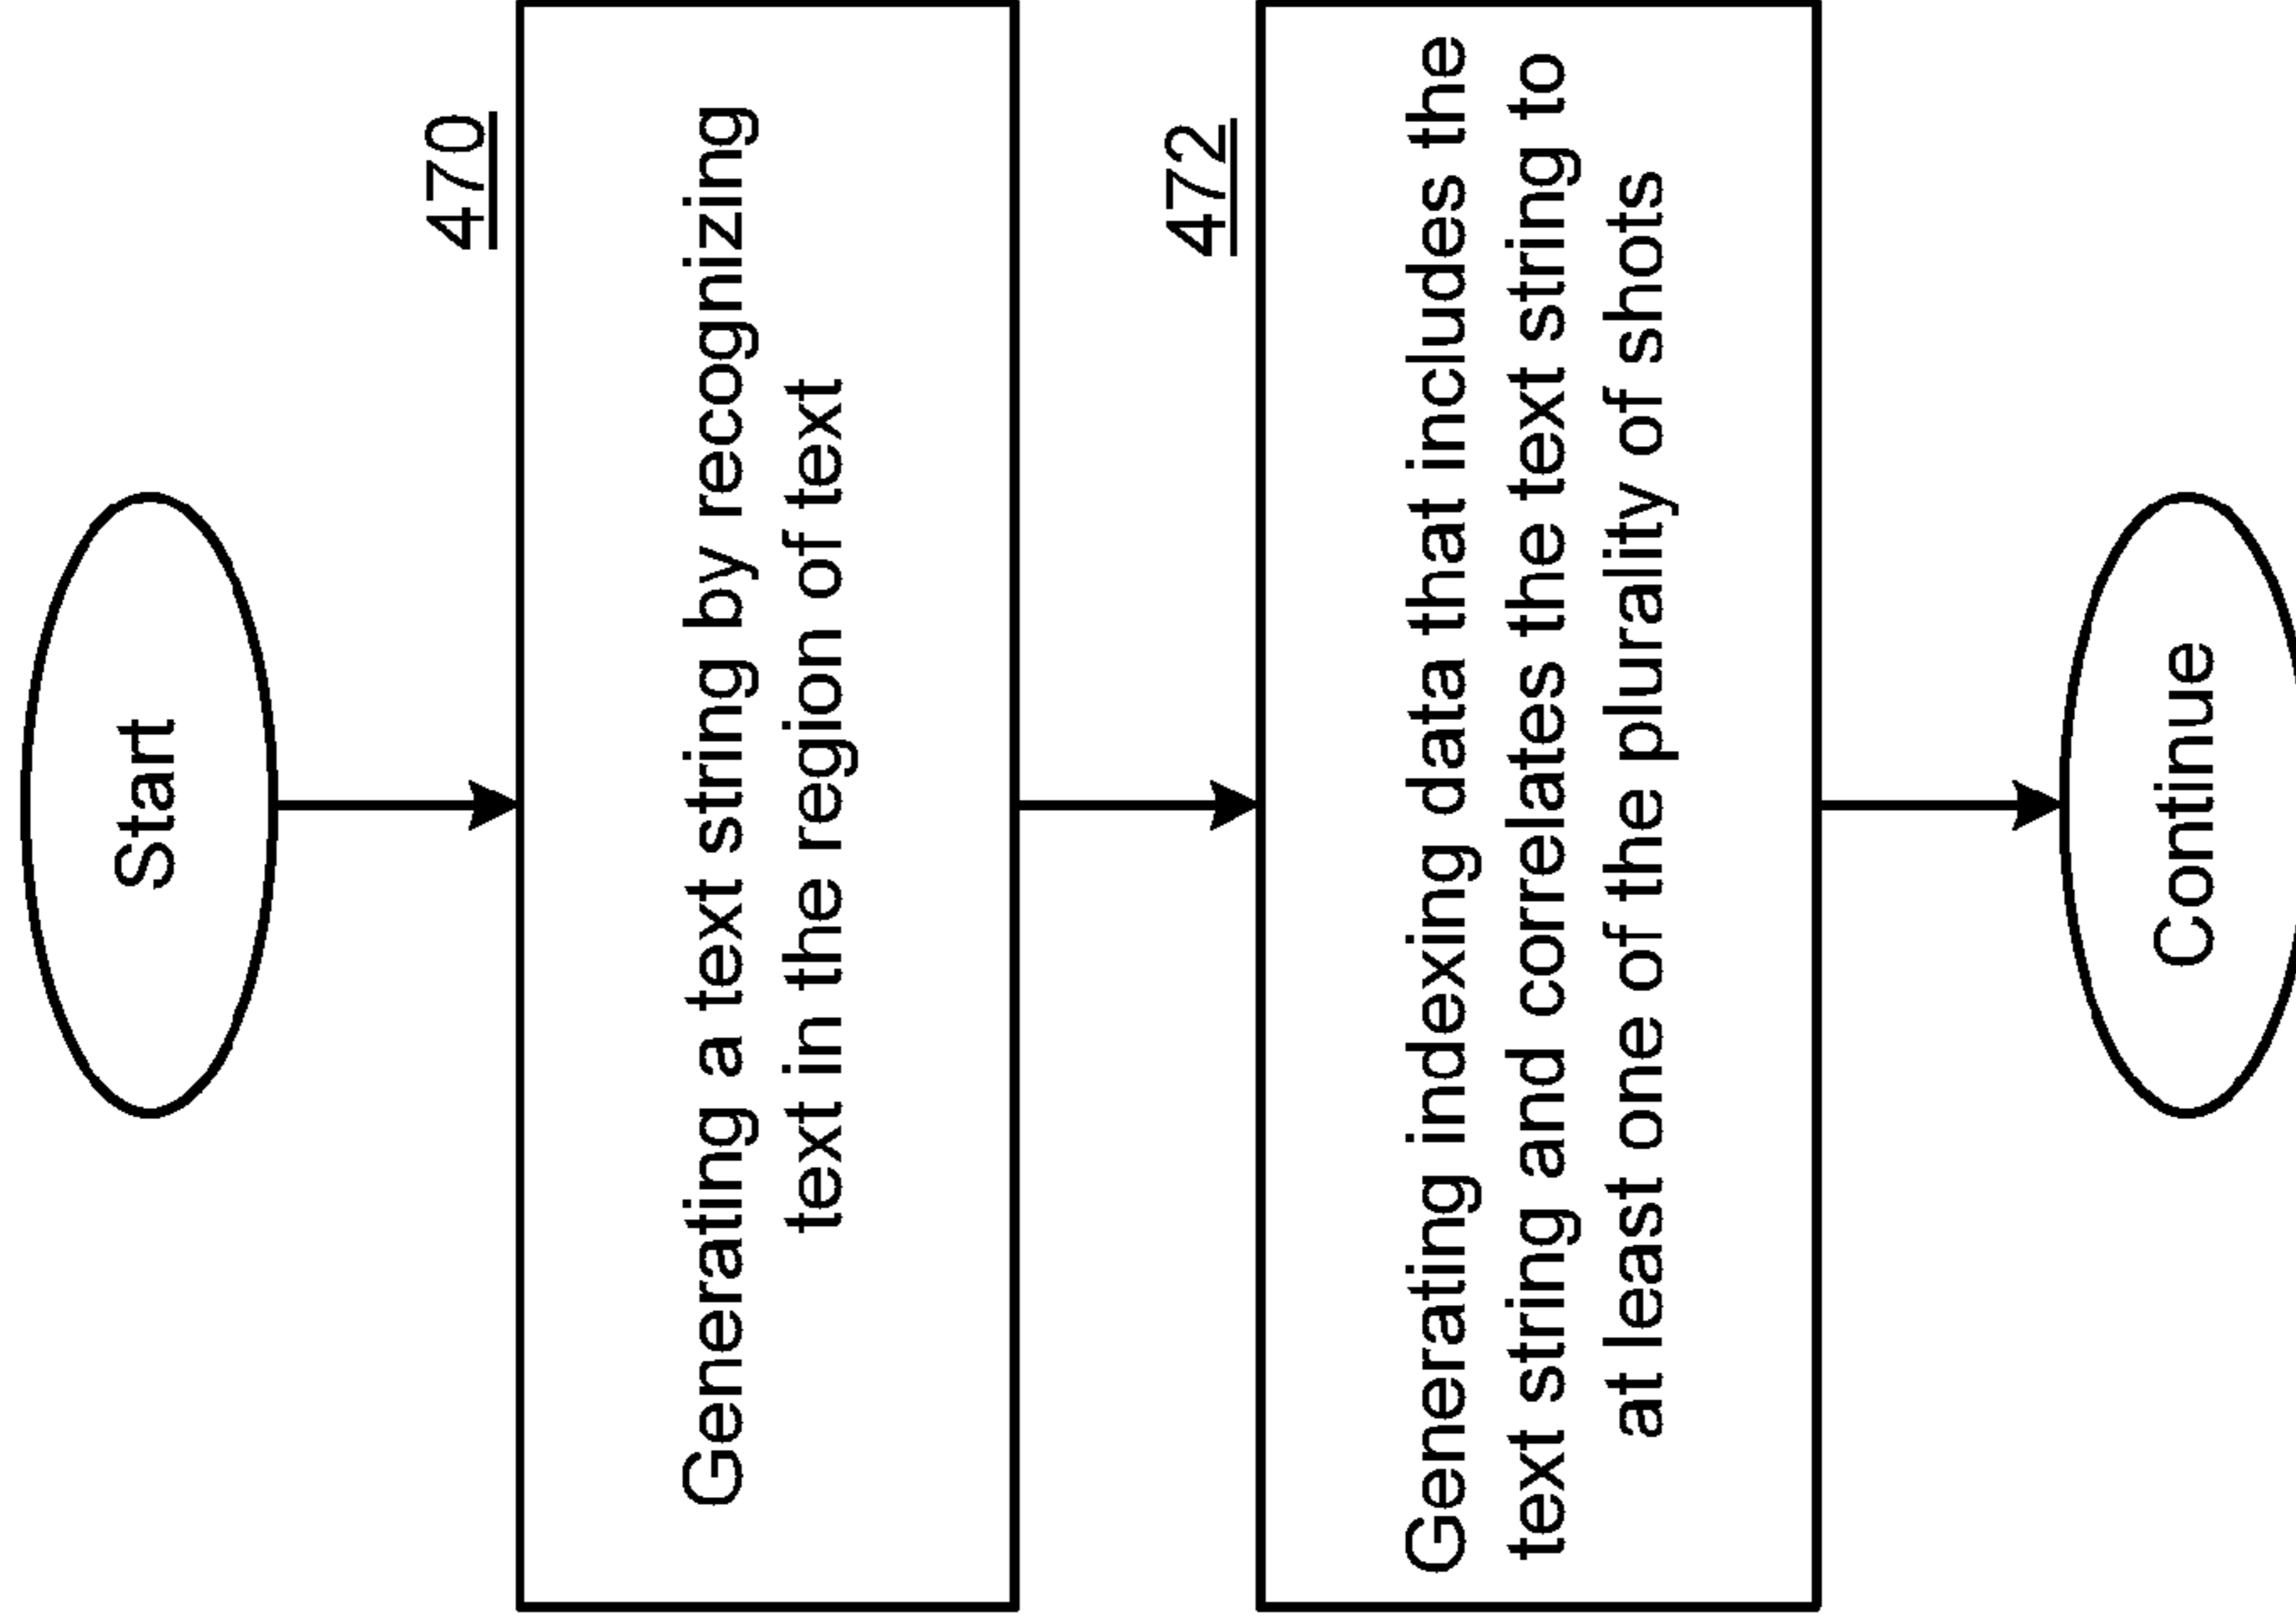 Start
470
Generating a text string by recognizing
text in the region of text
472
Generating indexing data that includes the
text string and correlates the text string to
at least one of the plurality of shots
Continue